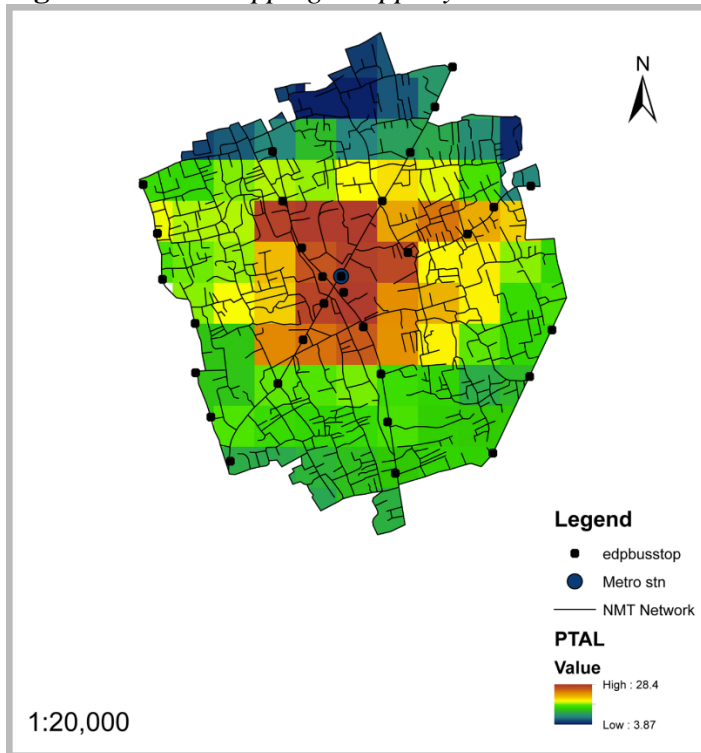 N
Legend
edpbusstop
Metro stn
NMT Network
PTAL
Value
High : 28.4
Low : 3.87
1:20,000